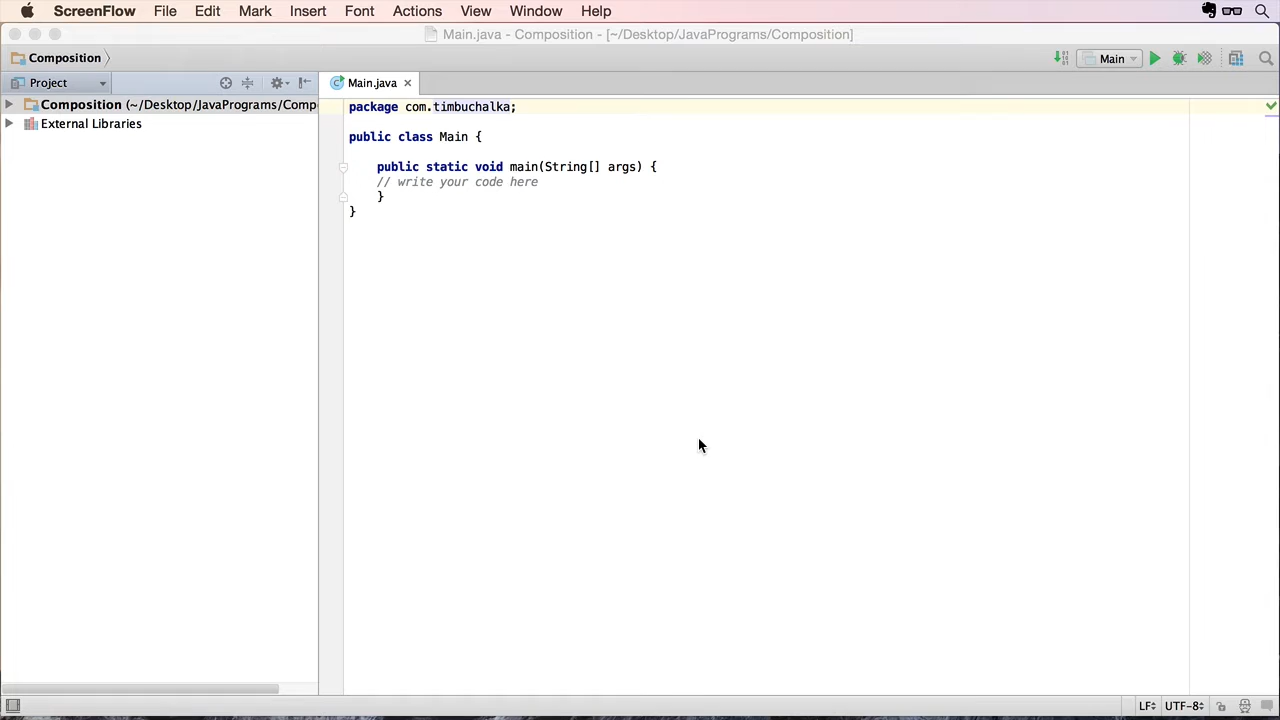 ScreenFlow File Edit Mark Insert Font Actions View Window Help
Main.java - Composition - [~/Desktop/JavaPrograms/Composition]
Composition
Main
Project
Main.java
Composition (~/Desktop/JavaPrograms/Comp
External Libraries
package com.timbuchalka;
public class Main {
public static void main(String[] args) {
// write your code here
}
}
LF UTF-8